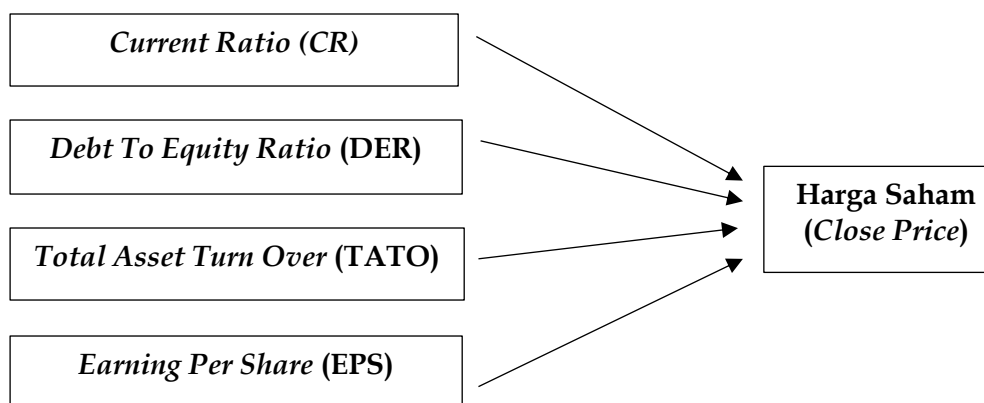 Current Ratio (CR)
Debt To Equity Ratio (DER)
Total Asset Turn Over (TATO)
Earning Per Share (EPS)
Harga Saham
(Close Price)